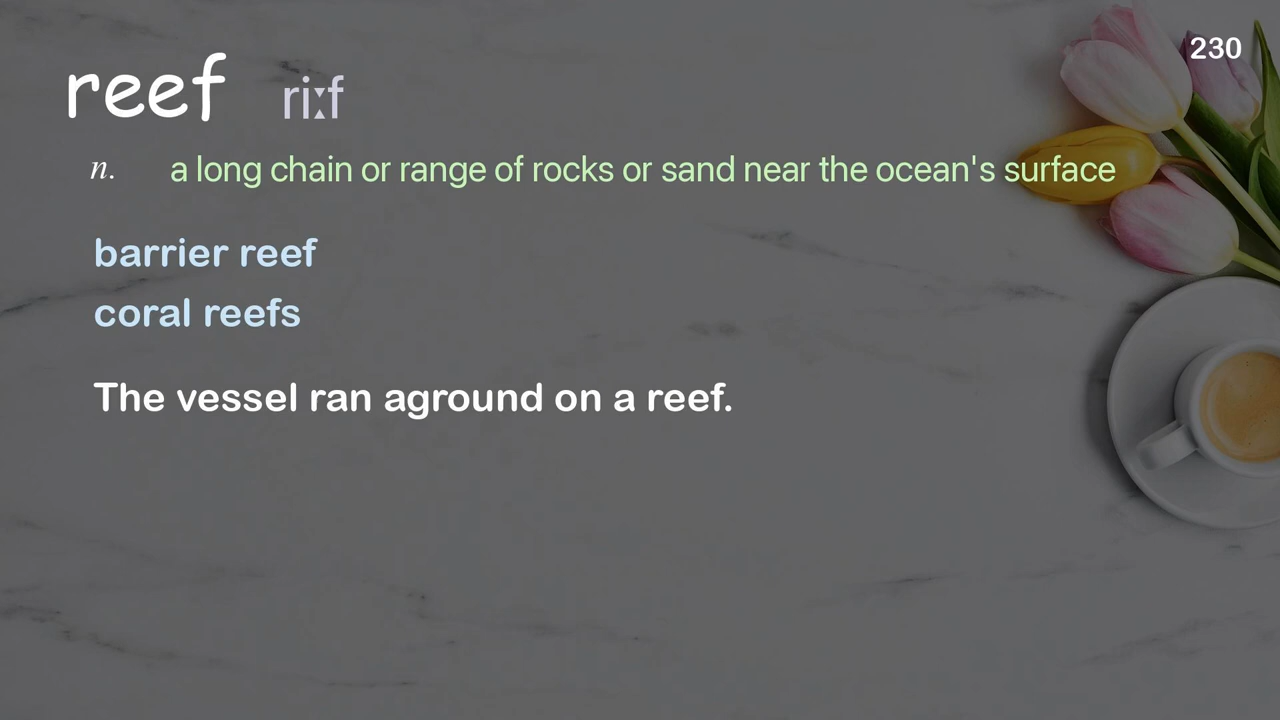 230
reef riːf
n. a long chain or range of rocks or sand near the ocean's surface
barrier reef
coral reefs
The vessel ran aground on a reef.